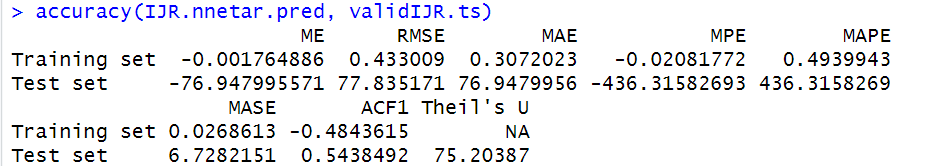 > accuracy(IJR.nnetar.pred, validIJR.ts)
ME RMSE MAE MPE MAPE
Training set -0.001764886 0.433009 0.3072023 -0.02081772 0.4939943
Test set -76.947995571 77.835171 76.9479956 -436.31582693 436.3158269
MASE ACF1 Theil's U
Training set 0.0268613 -0.4843615 NA
Test set 6.7282151 0.5438492 75.20387